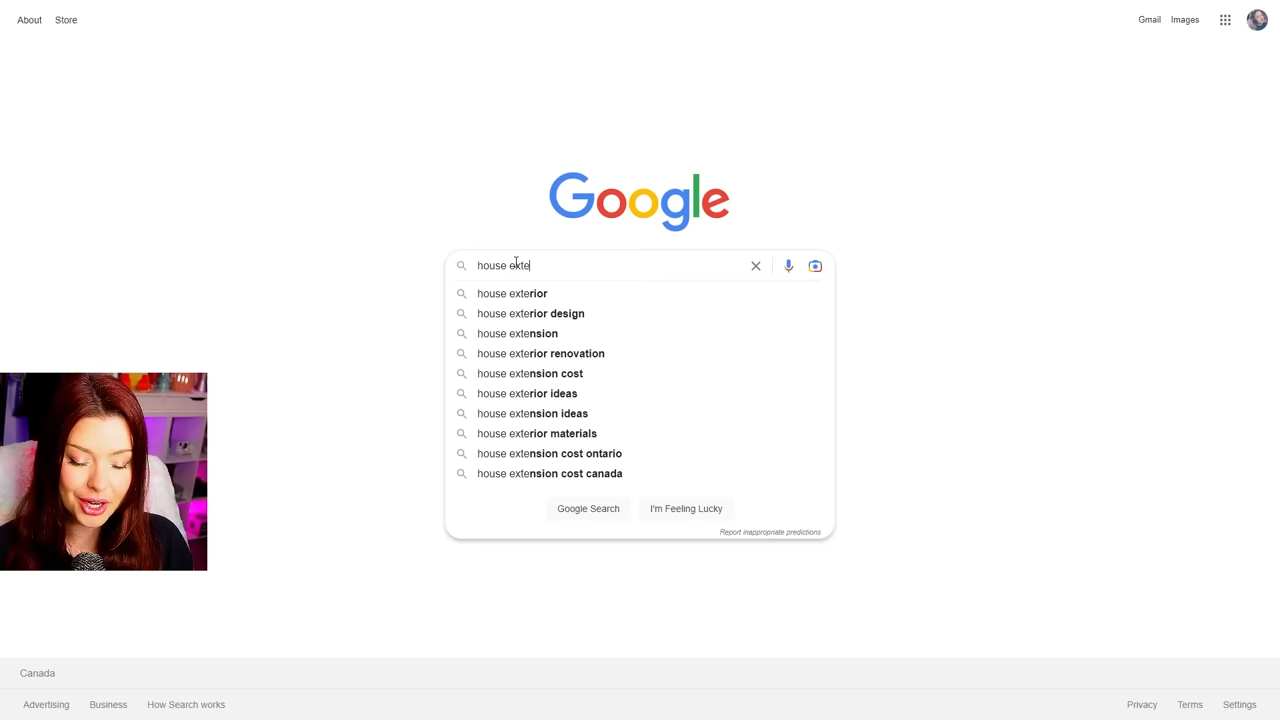 About Store
Gmail Images
Google
house exte
house exterior
house exterior design
house extension
house exterior renovation
house extension cost
house exterior ideas
house extension ideas
house exterior materials
house extension cost ontario
house extension cost canada
Google Search I'm Feeling Lucky
Report inappropriate predictions
Canada
Advertising Business How Search works
Privacy Terms Settings